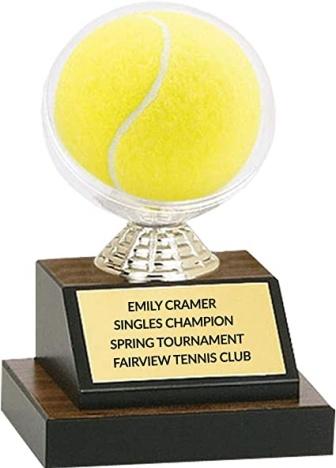 EMILY CRAMER
SINGLES CHAMPION
SPRING TOURNAMENT
FAIRVIEW TENNIS CLUB